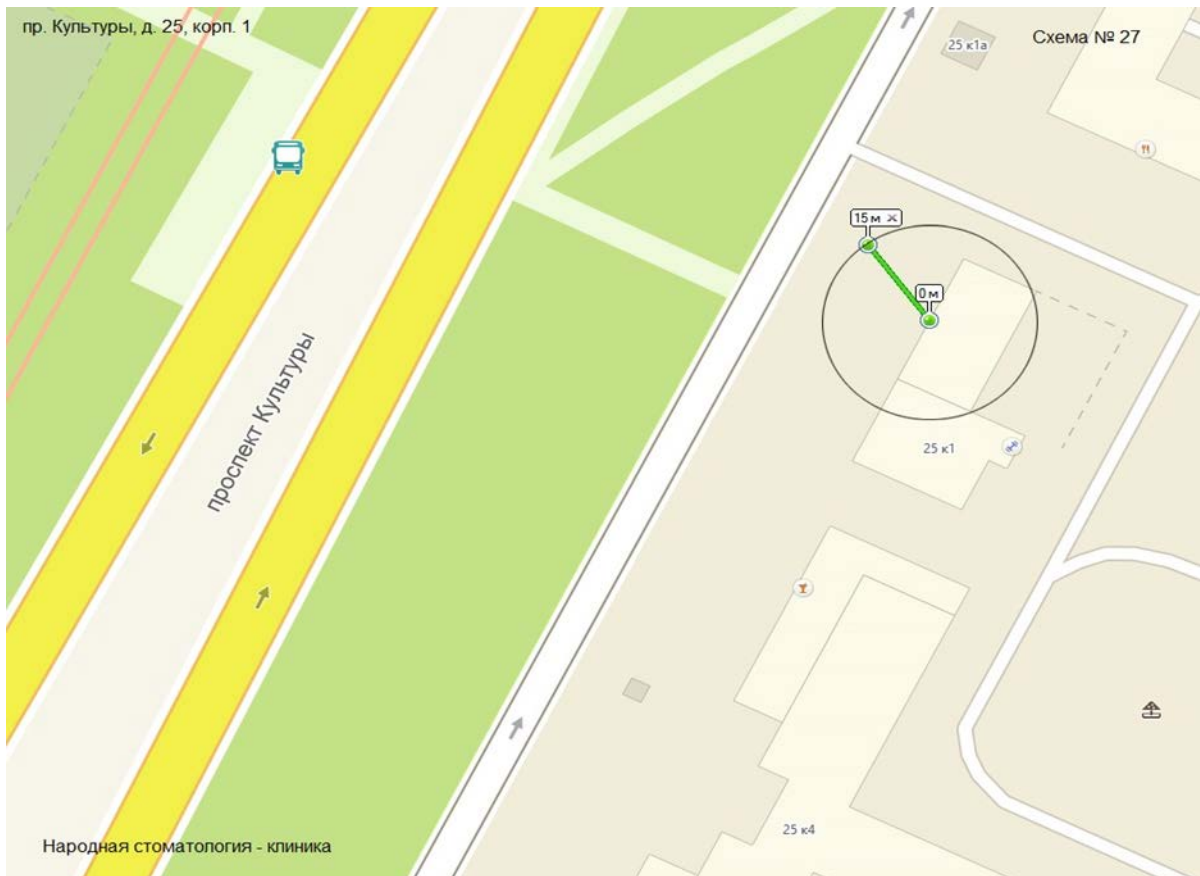 пр. Культуры, д. 25, корп. 1
Схема № 27
25 к1а
15 м
0 м
проспект Культуры
25 к1
25 к4
Народная стоматология - клиника